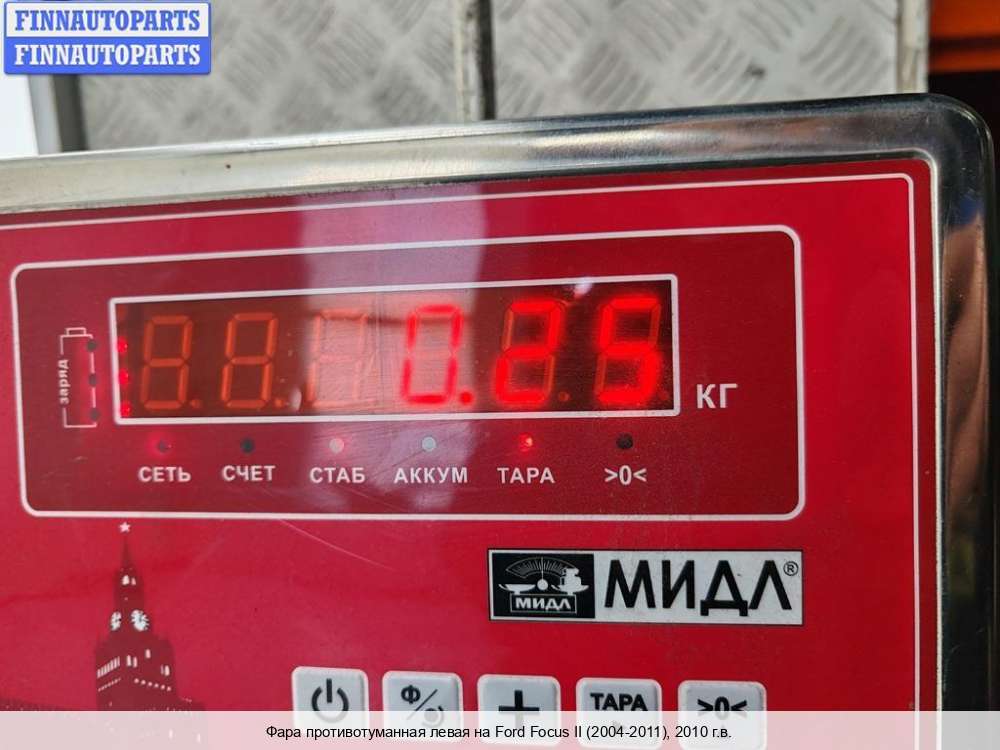 FINNAUTOPARTS
FINNAUTOPARTS
заряд
0.25
КГ
СЕТЬ СЧЕТ СТАБ АККУМ ТАРА >0<
МИДЛ МИДЛ®
Ф/ + ТАРА >0<
Фара противотуманная левая на Ford Focus II (2004-2011), 2010 г.в.